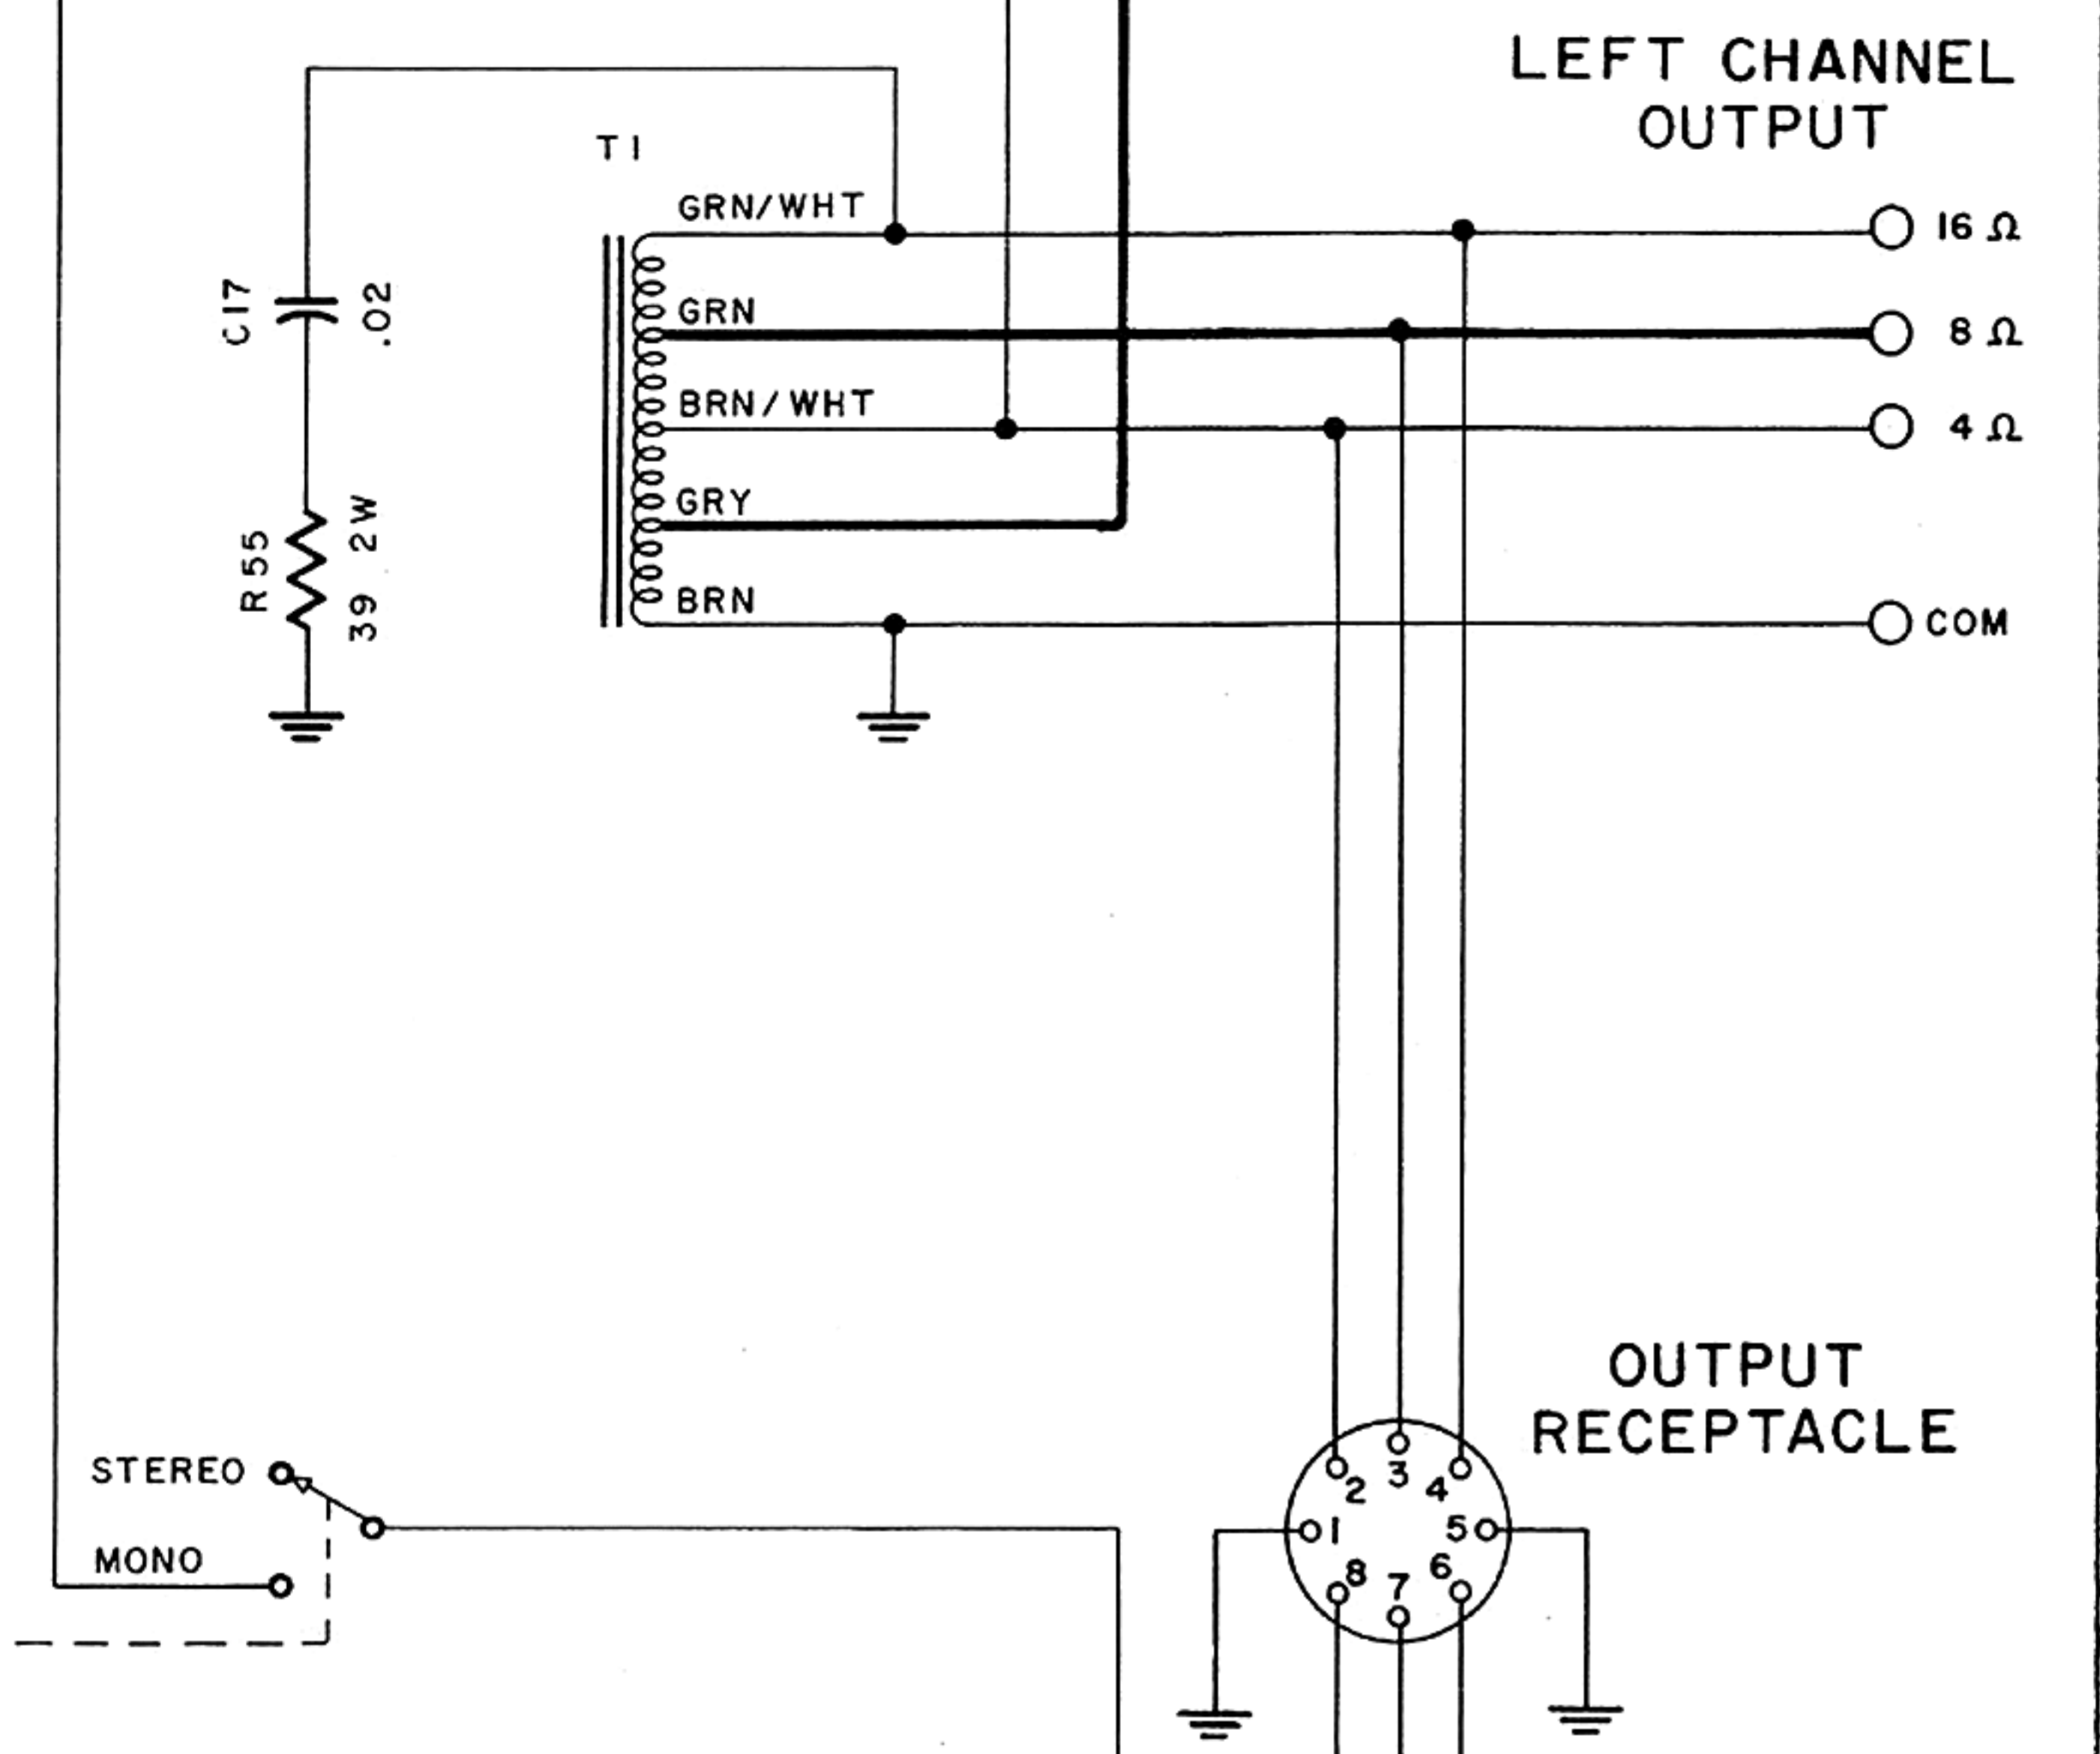 LEFT CHANNEL
OUTPUT
T1
GRN/WHT
16 Ω
C17
.02
GRN
8 Ω
BRN/WHT
4 Ω
GRY
R55
39 2W
BRN
COM
OUTPUT
RECEPTACLE
STEREO
MONO
3
2
4
1
5
8
7
6